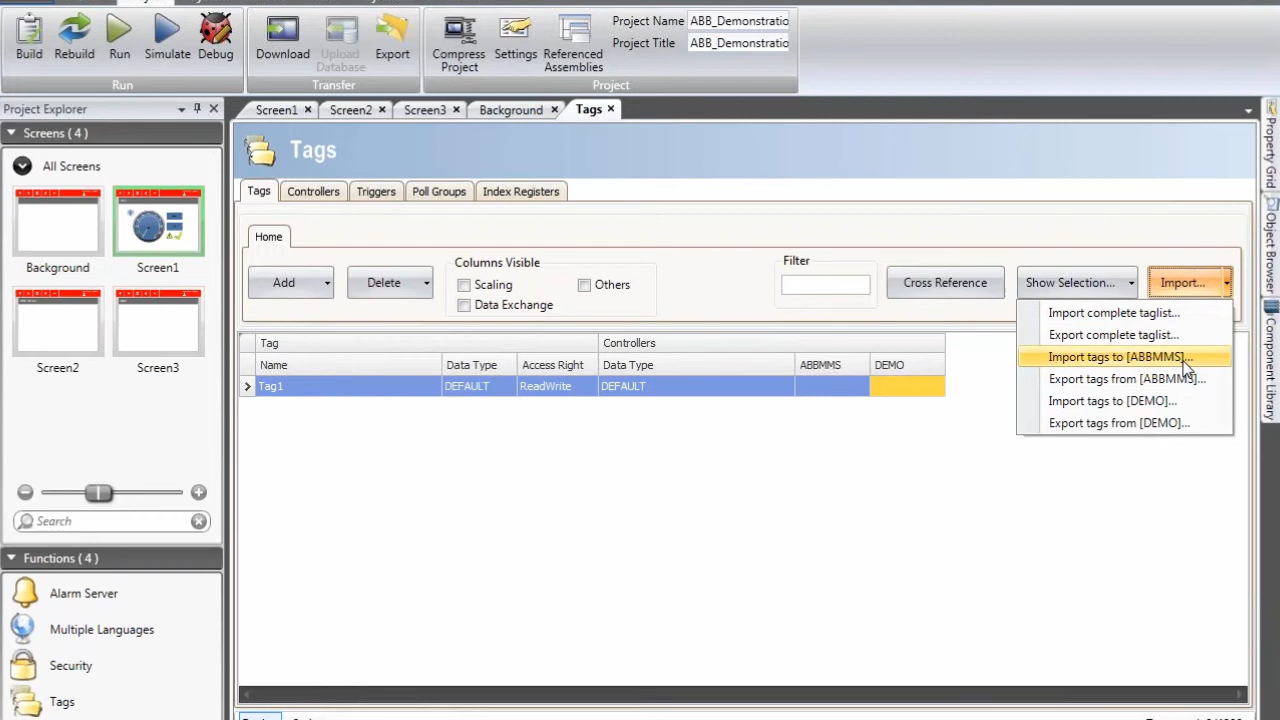 Build
Rebuild
Run
Simulate
Debug
Download
Upload
Database
Export
Compress
Project
Settings
Referenced
Assemblies
Project Name ABB_Demonstratio
Project Title ABB_Demonstratio
Run
Transfer
Project
Project Explorer
Screen1
Screen2
Screen3
Background
Tags
Screens ( 4 )
All Screens
Background
Screen1
Screen2
Screen3
Search
Functions ( 4 )
Alarm Server
Multiple Languages
Security
Tags
Tags
Tags
Controllers
Triggers
Poll Groups
Index Registers
Home
Add
Delete
Columns Visible
Scaling
Others
Data Exchange
Filter
Cross Reference
Show Selection...
Import...
Import complete taglist...
Export complete taglist...
Import tags to [ABBMMS]...
Export tags from [ABBMMS]...
Import tags to [DEMO]...
Export tags from [DEMO]...
Tag
Controllers
Name
Data Type
Access Right
Data Type
ABBMMS
DEMO
Tag1
DEFAULT
ReadWrite
DEFAULT
Property Grid
Object Browser
Component Library